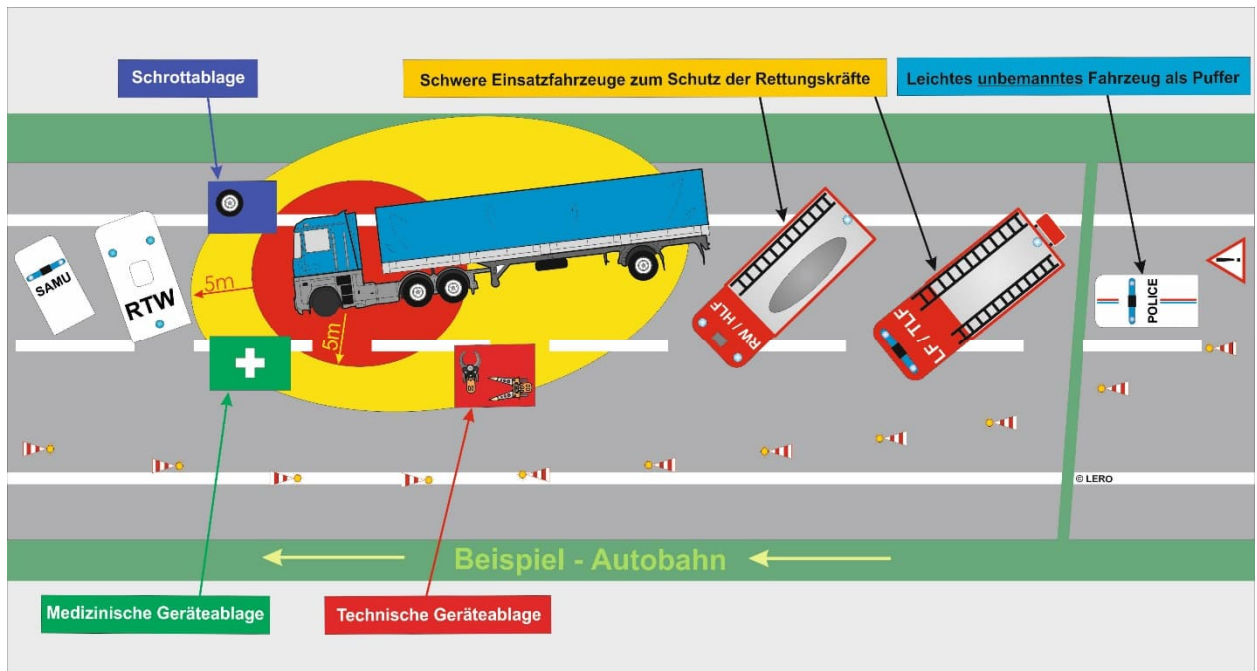 Schrottablage
Schwere Einsatzfahrzeuge zum Schutz der Rettungskräfte
Leichtes unbemanntes Fahrzeug als Puffer
SAMU
RTW
5m
5m
RW / HLF
LF / TLF
POLICE
!
© LERO
Beispiel - Autobahn
Medizinische Geräteablage
Technische Geräteablage